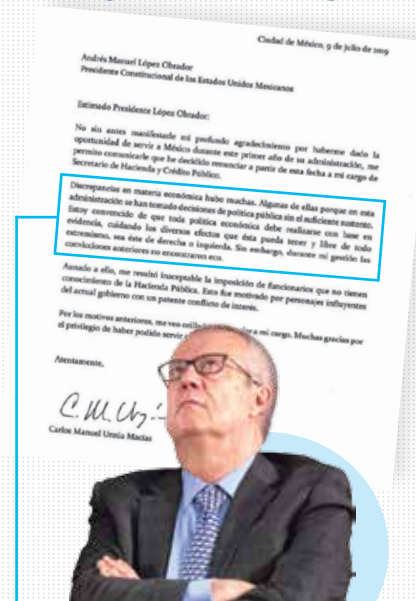 Ciudad de México, 9 de julio de 2019
Andrés Manuel López Obrador
Presidente Constitucional de los Estados Unidos Mexicanos
Estimado Presidente López Obrador:
No sin antes manifestarle mi profundo agradecimiento por haberme dado la
oportunidad de servir a México durante este primer año de su administración, me
permito comunicarle que he decidido renunciar a partir de esta fecha a mi cargo de
Secretario de Hacienda y Crédito Público.
Discrepancias en materia económica hubo muchas. Algunas de ellas porque en esta
administración se han tomado decisiones de política pública sin el suficiente sustento.
Estoy convencido de que toda política económica debe realizarse con base en
evidencia, cuidando los diversos efectos que ésta pueda tener y libre de todo
extremismo, sea éste de derecha o izquierda. Sin embargo, durante mi gestión las
convicciones anteriores no encontraron eco.
Aunado a ello, me resultó inaceptable la imposición de funcionarios que no tienen
conocimiento de la Hacienda Pública. Esto fue motivado por personajes influyentes
del actual gobierno con un patente conflicto de interés.
Por los motivos anteriores, me veo a mi cargo. Muchas gracias por
el privilegio de haber podido servir
Atentamente,
Carlos Manuel Urzúa Macías